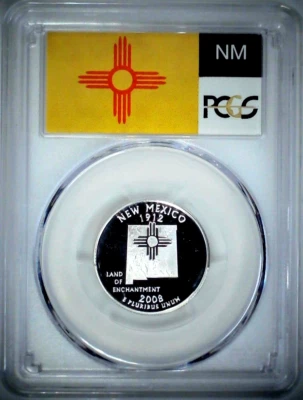 NM
PCGS
NEW MEXICO
1912
LAND
OF
ENCHANTMENT
2008
E PLURIBUS UNUM